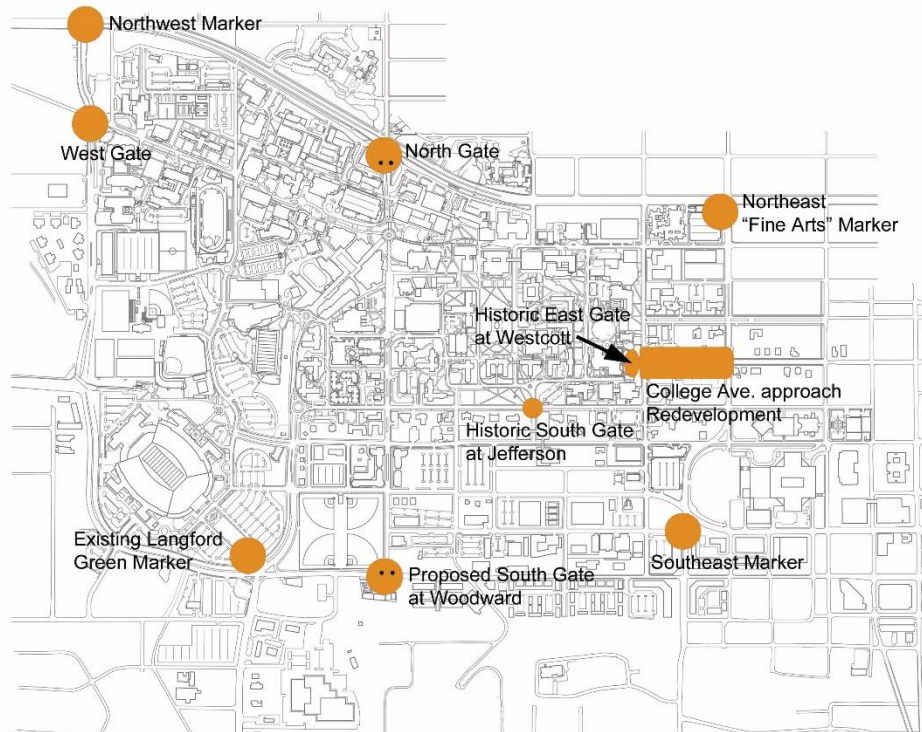 Northwest Marker
West Gate
North Gate
Northeast
“Fine Arts” Marker
Historic East Gate
at Westcott
College Ave. approach
Redevelopment
Historic South Gate
at Jefferson
Existing Langford
Green Marker
Southeast Marker
Proposed South Gate
at Woodward